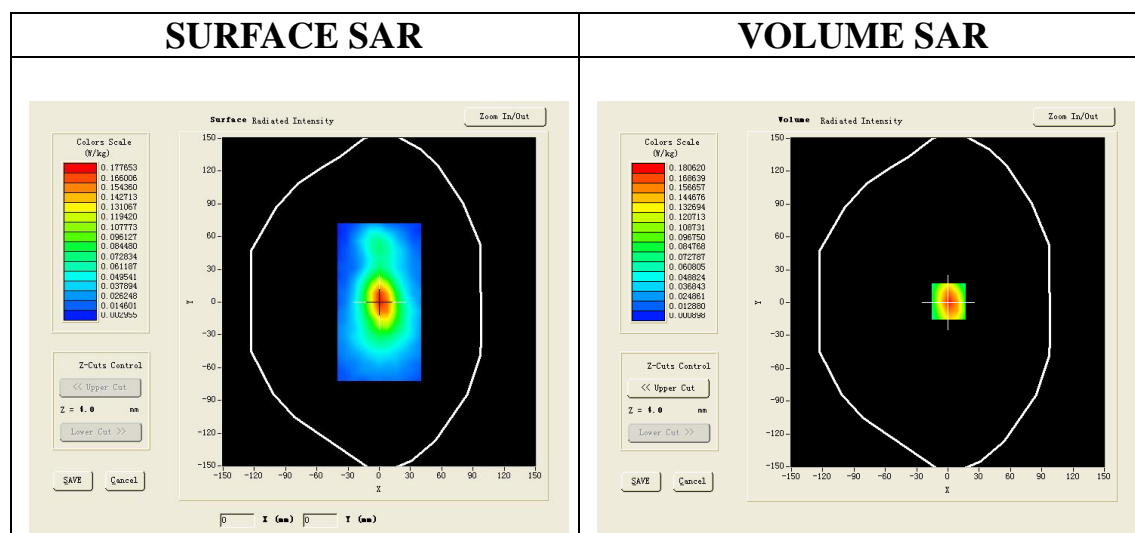 SURFACE SAR
VOLUME SAR
Surface Radiated Intensity
Zoom In/Out
Colors Scale
(W/kg)
0.177653
0.166006
0.154360
0.142713
0.131067
0.119420
0.107773
0.096127
0.084480
0.072834
0.061187
0.049541
0.037894
0.026248
0.014601
0.002955
150
120
90
60
30
0
-30
-60
-90
-120
-150
Y
-150 -120 -90 -60 -30 0 30 60 90 120 150
X
Z-Cuts Control
<< Upper Cut
Z = 4.0 mm
Lower Cut >>
SAVE Cancel
0 X (mm) 0 Y (mm)
Volume Radiated Intensity
Zoom In/Out
Colors Scale
(W/kg)
0.180620
0.168639
0.156657
0.144676
0.132694
0.120713
0.108731
0.096750
0.084768
0.072787
0.060805
0.048824
0.036843
0.024861
0.012880
0.000898
150
120
90
60
30
0
-30
-60
-90
-120
-150
Y
-150 -120 -90 -60 -30 0 30 60 90 120 150
X
Z-Cuts Control
<< Upper Cut
Z = 4.0 mm
Lower Cut >>
SAVE Cancel